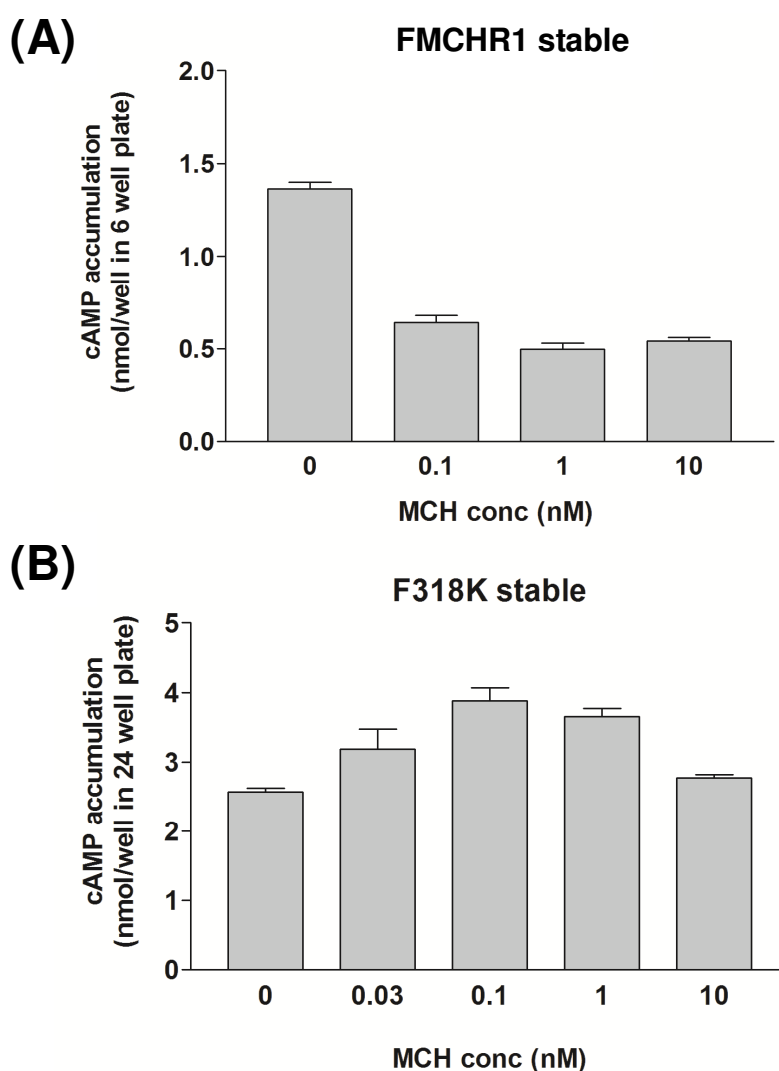 (A)
FMCHR1 stable
cAMP accumulation
(nmol/well in 6 well plate)
2.0
1.5
1.0
0.5
0.0
0 0.1 1 10
MCH conc (nM)
(B)
F318K stable
cAMP accumulation
(nmol/well in 24 well plate)
5
4
3
2
1
0
0 0.03 0.1 1 10
MCH conc (nM)